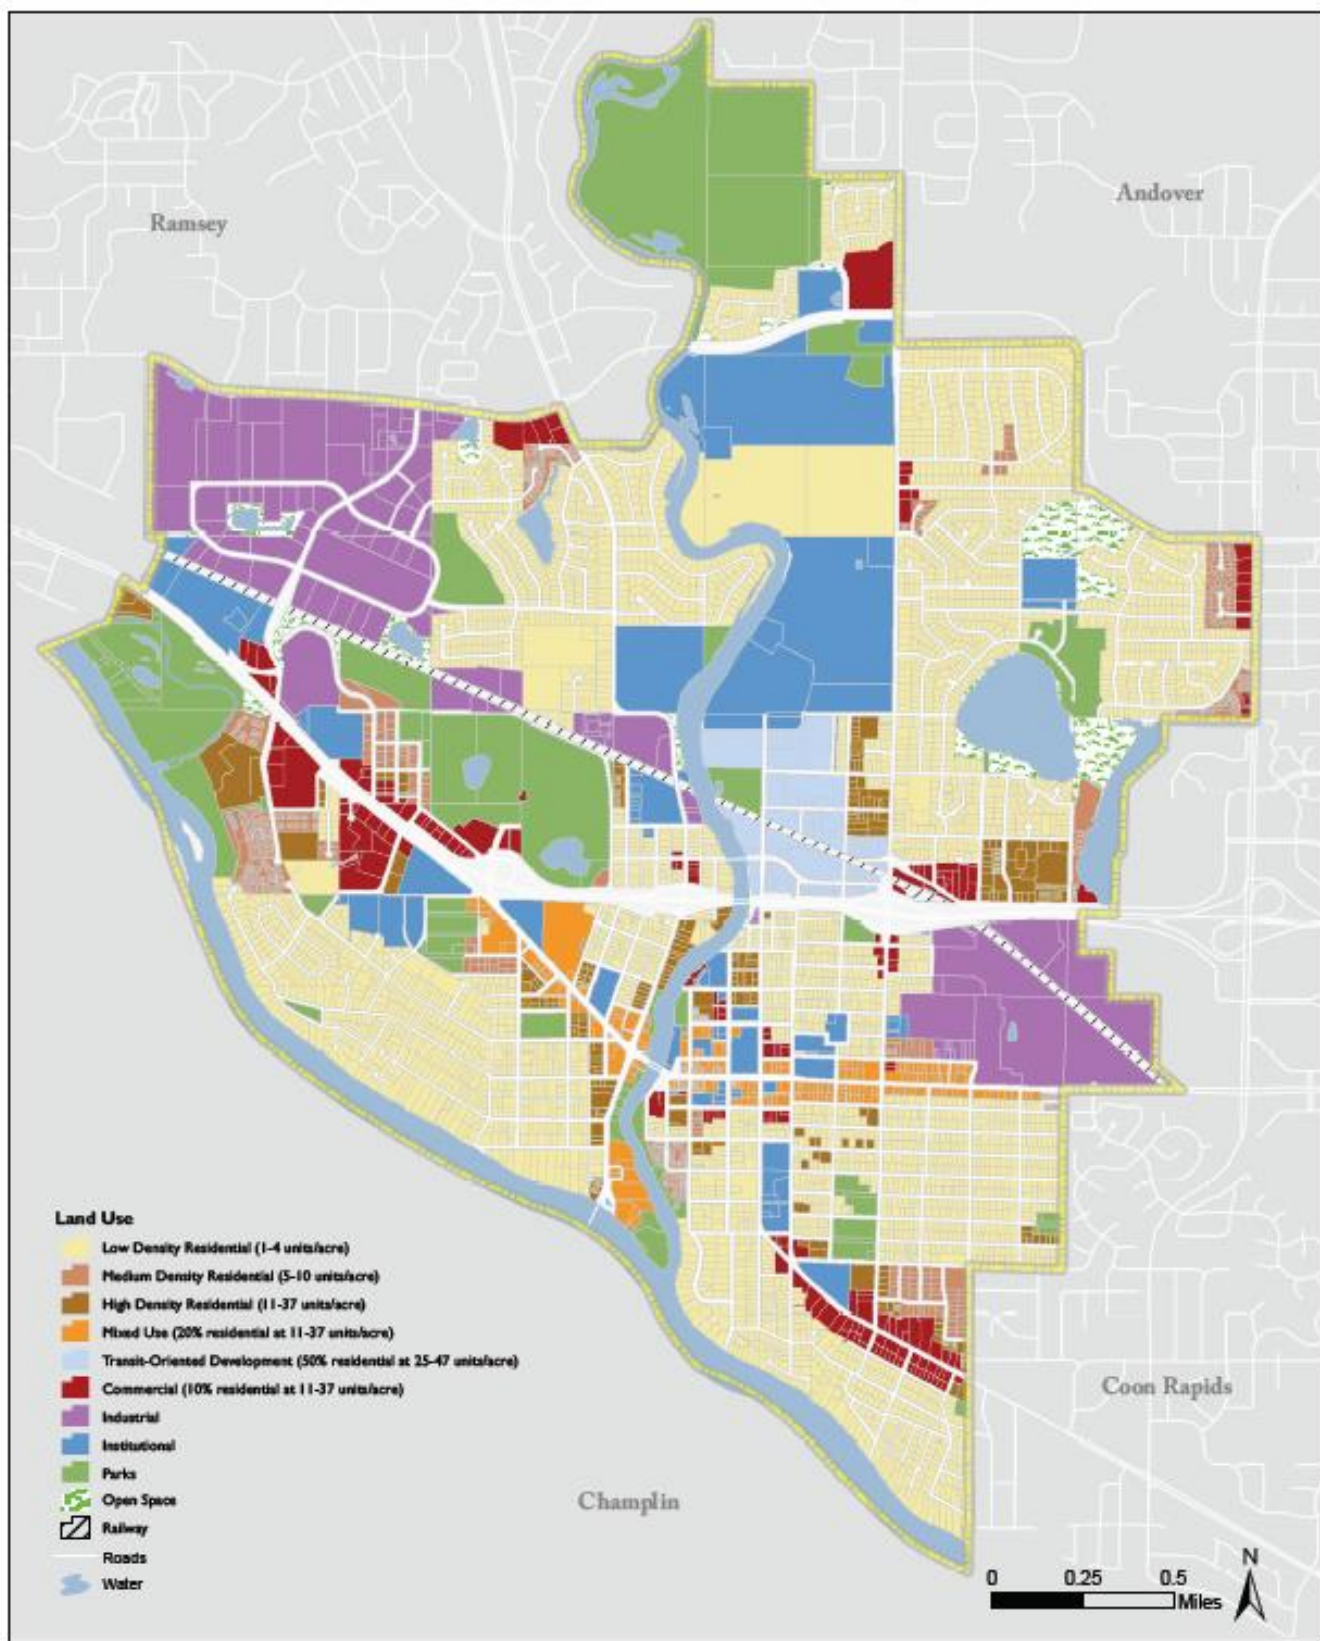 Andover
Ramsey
Land Use
Low Density Residential (1-4 units/acre)
Medium Density Residential (5-10 units/acre)
High Density Residential (11-37 units/acre)
Mixed Use (20% residential at 11-37 units/acre)
Transit-Oriented Development (50% residential at 25-47 units/acre)
Commercial (10% residential at 11-37 units/acre)
Industrial
Institutional
Parks
Open Space
Railway
Roads
Water
Coon Rapids
Champlin
N
0 0.25 0.5
Miles